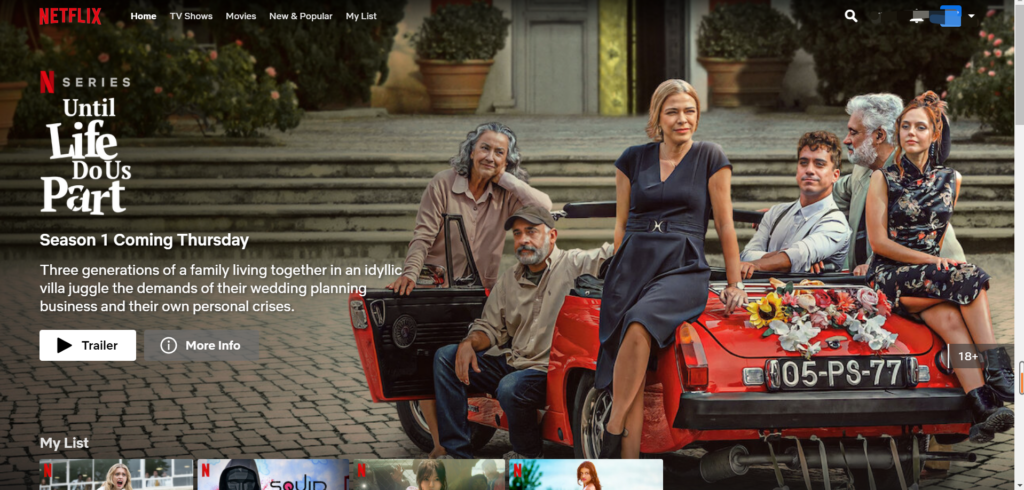 NETFLIX Home TV Shows Movies New & Popular My List
N SERIES
Until
Life
Do Us
Part
Season 1 Coming Thursday
Three generations of a family living together in an idyllic
villa juggle the demands of their wedding planning
business and their own personal crises.
Trailer More Info
18+
05-PS-77
My List
N
N
SQUID
N